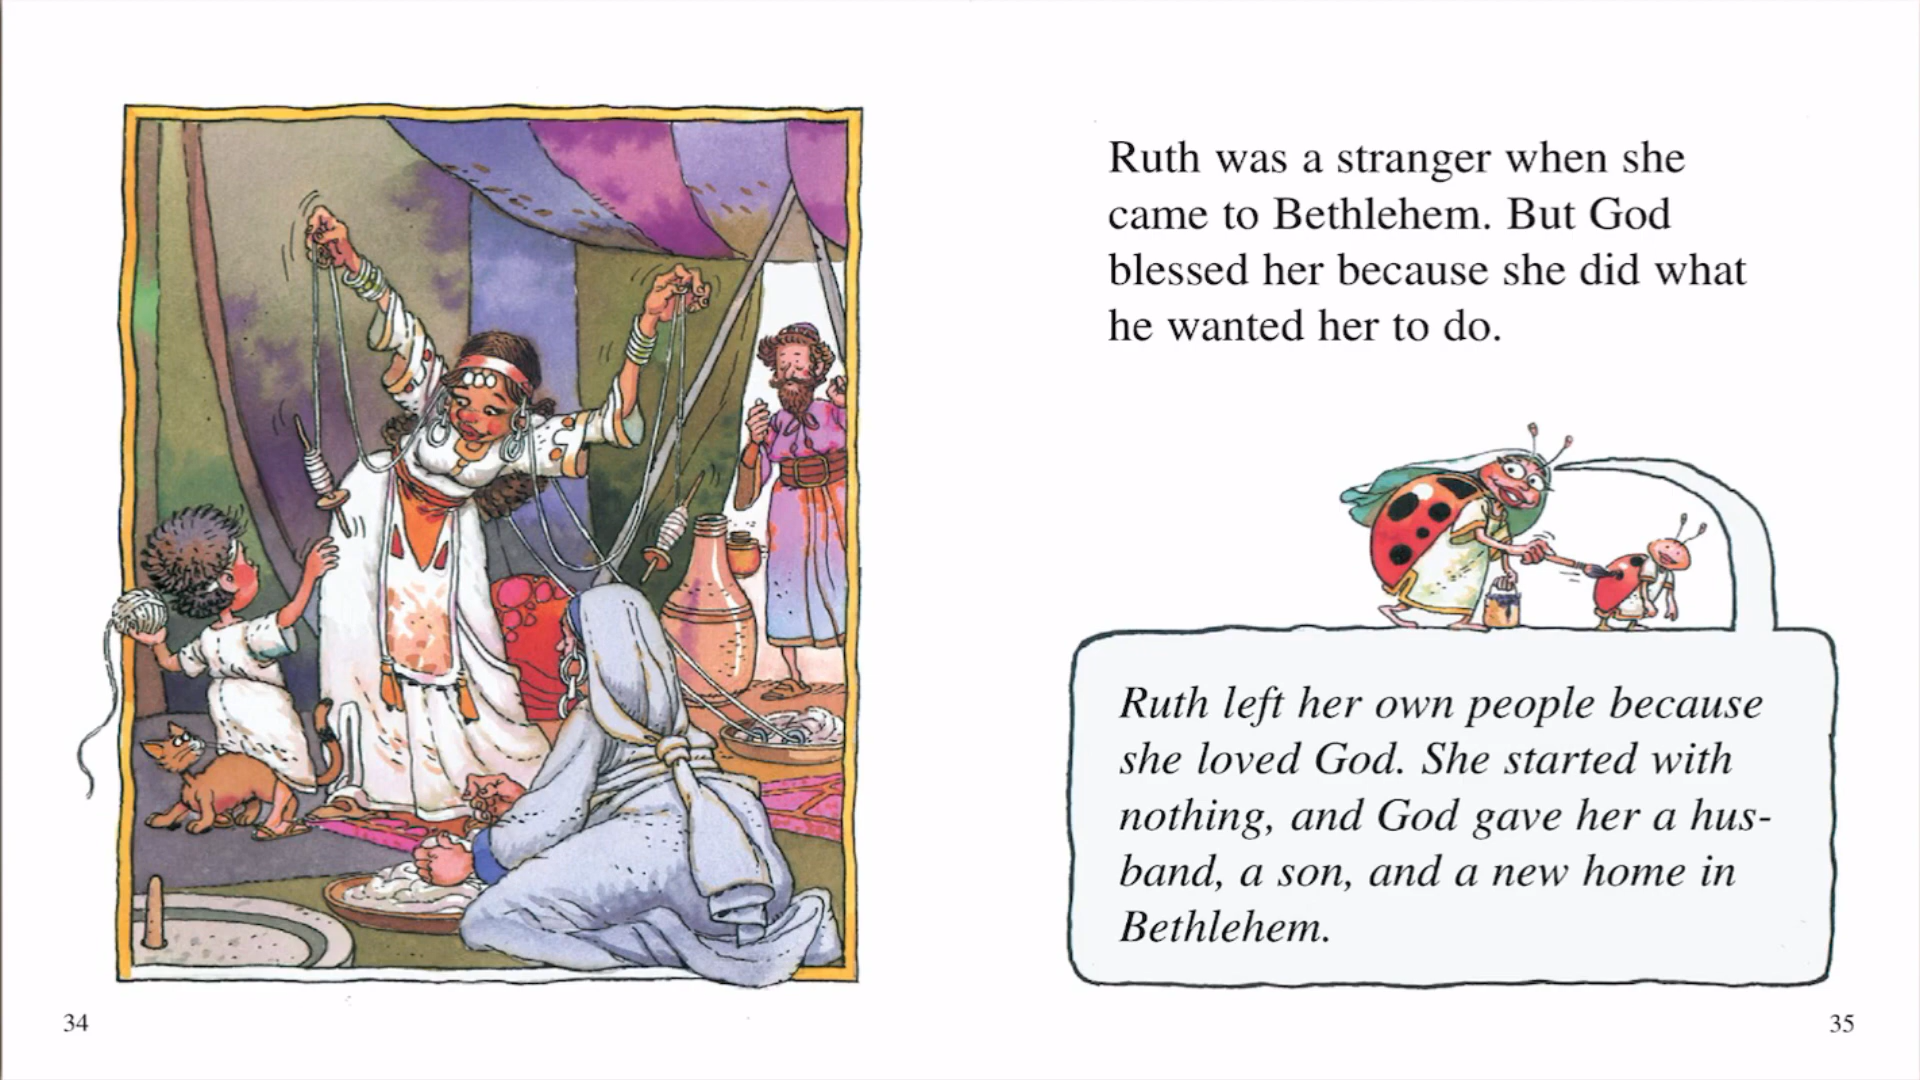 Ruth was a stranger when she
came to Bethlehem. But God
blessed her because she did what
he wanted her to do.
Ruth left her own people because
she loved God. She started with
nothing, and God gave her a hus-
band, a son, and a new home in
Bethlehem.
34
35